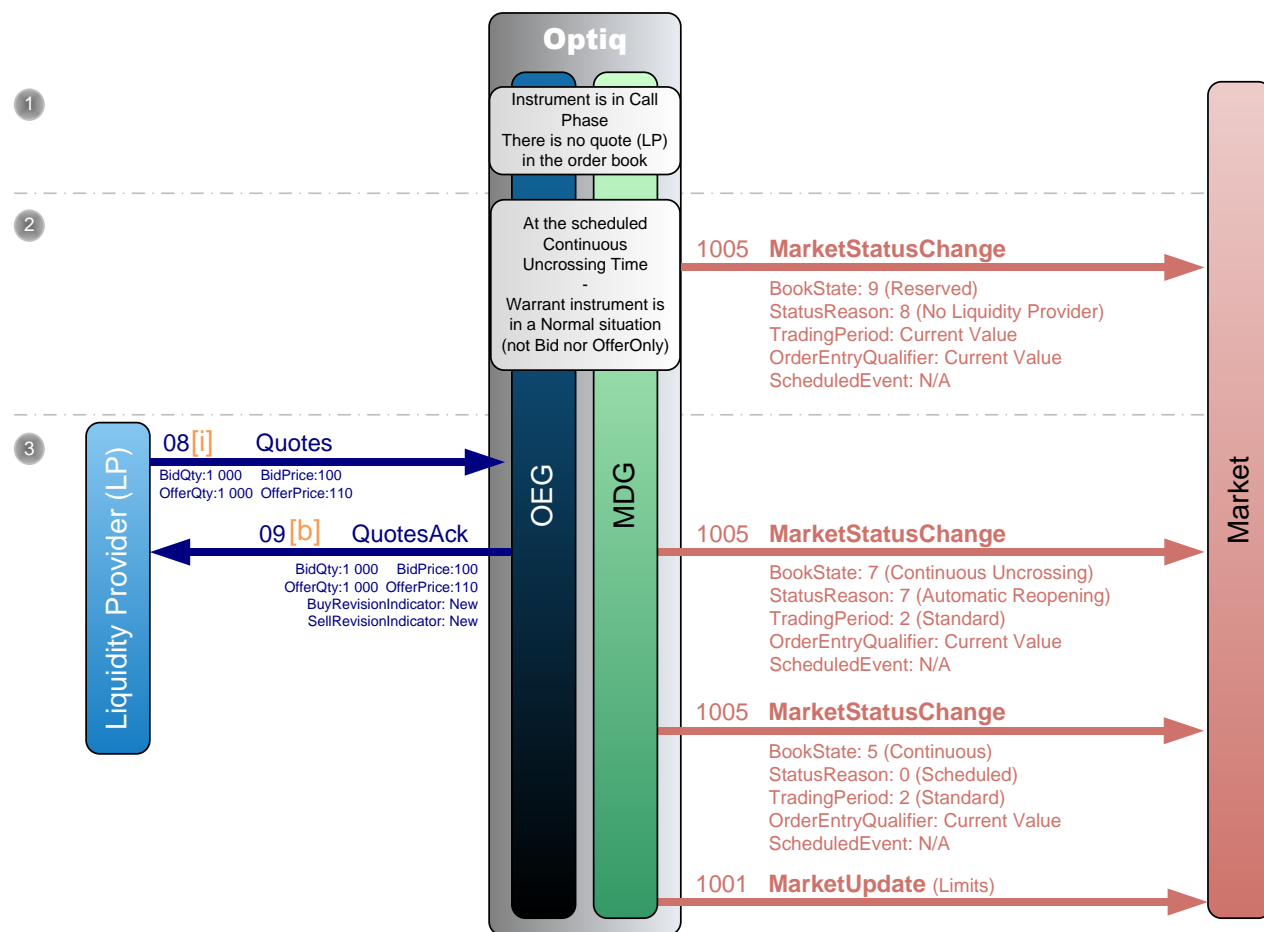 Optiq
1
Instrument is in Call
Phase
There is no quote (LP)
in the order book
2
At the scheduled
Continuous
Uncrossing Time
-
Warrant instrument is
in a Normal situation
(not Bid nor OfferOnly)
1005 MarketStatusChange
BookState: 9 (Reserved)
StatusReason: 8 (No Liquidity Provider)
TradingPeriod: Current Value
OrderEntryQualifier: Current Value
ScheduledEvent: N/A
3
Liquidity Provider (LP)
08[i] Quotes
BidQty:1 000 BidPrice:100
OfferQty:1 000 OfferPrice:110
09[b] QuotesAck
BidQty:1 000 BidPrice:100
OfferQty:1 000 OfferPrice:110
BuyRevisionIndicator: New
SellRevisionIndicator: New
OEG
MDG
1005 MarketStatusChange
BookState: 7 (Continuous Uncrossing)
StatusReason: 7 (Automatic Reopening)
TradingPeriod: 2 (Standard)
OrderEntryQualifier: Current Value
ScheduledEvent: N/A
1005 MarketStatusChange
BookState: 5 (Continuous)
StatusReason: 0 (Scheduled)
TradingPeriod: 2 (Standard)
OrderEntryQualifier: Current Value
ScheduledEvent: N/A
1001 MarketUpdate (Limits)
Market